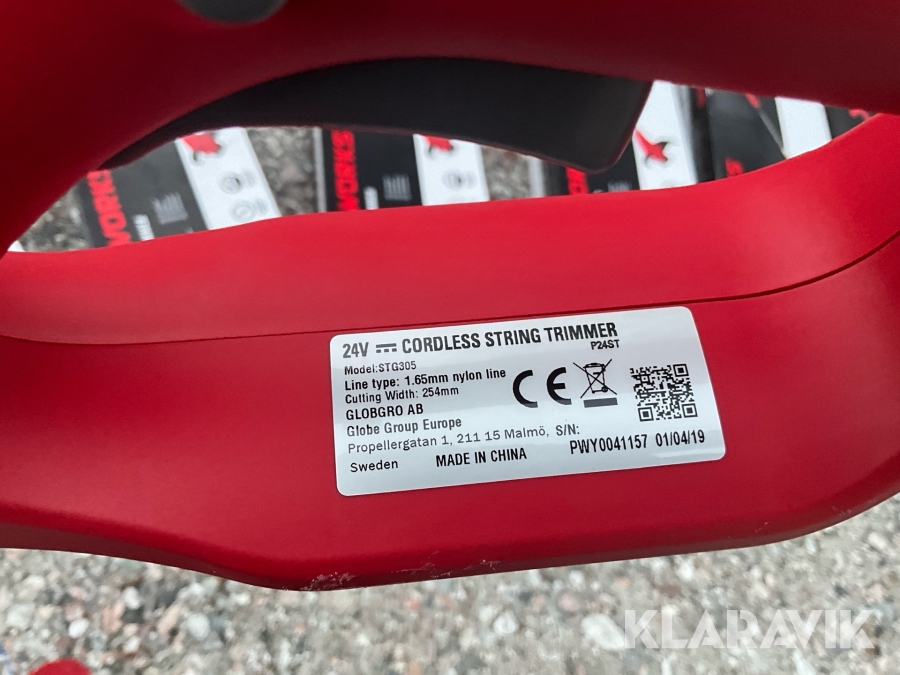 WORKS
WORKS
24V ⎓ CORDLESS STRING TRIMMER
P24ST
Model:STG305
Line type: 1.65mm nylon line
Cutting Width: 254mm
GLOBGRO AB
Globe Group Europe
Propellergatan 1, 211 15 Malmö, S/N:
Sweden MADE IN CHINA PWY0041157 01/04/19
CE
KLARAVIK